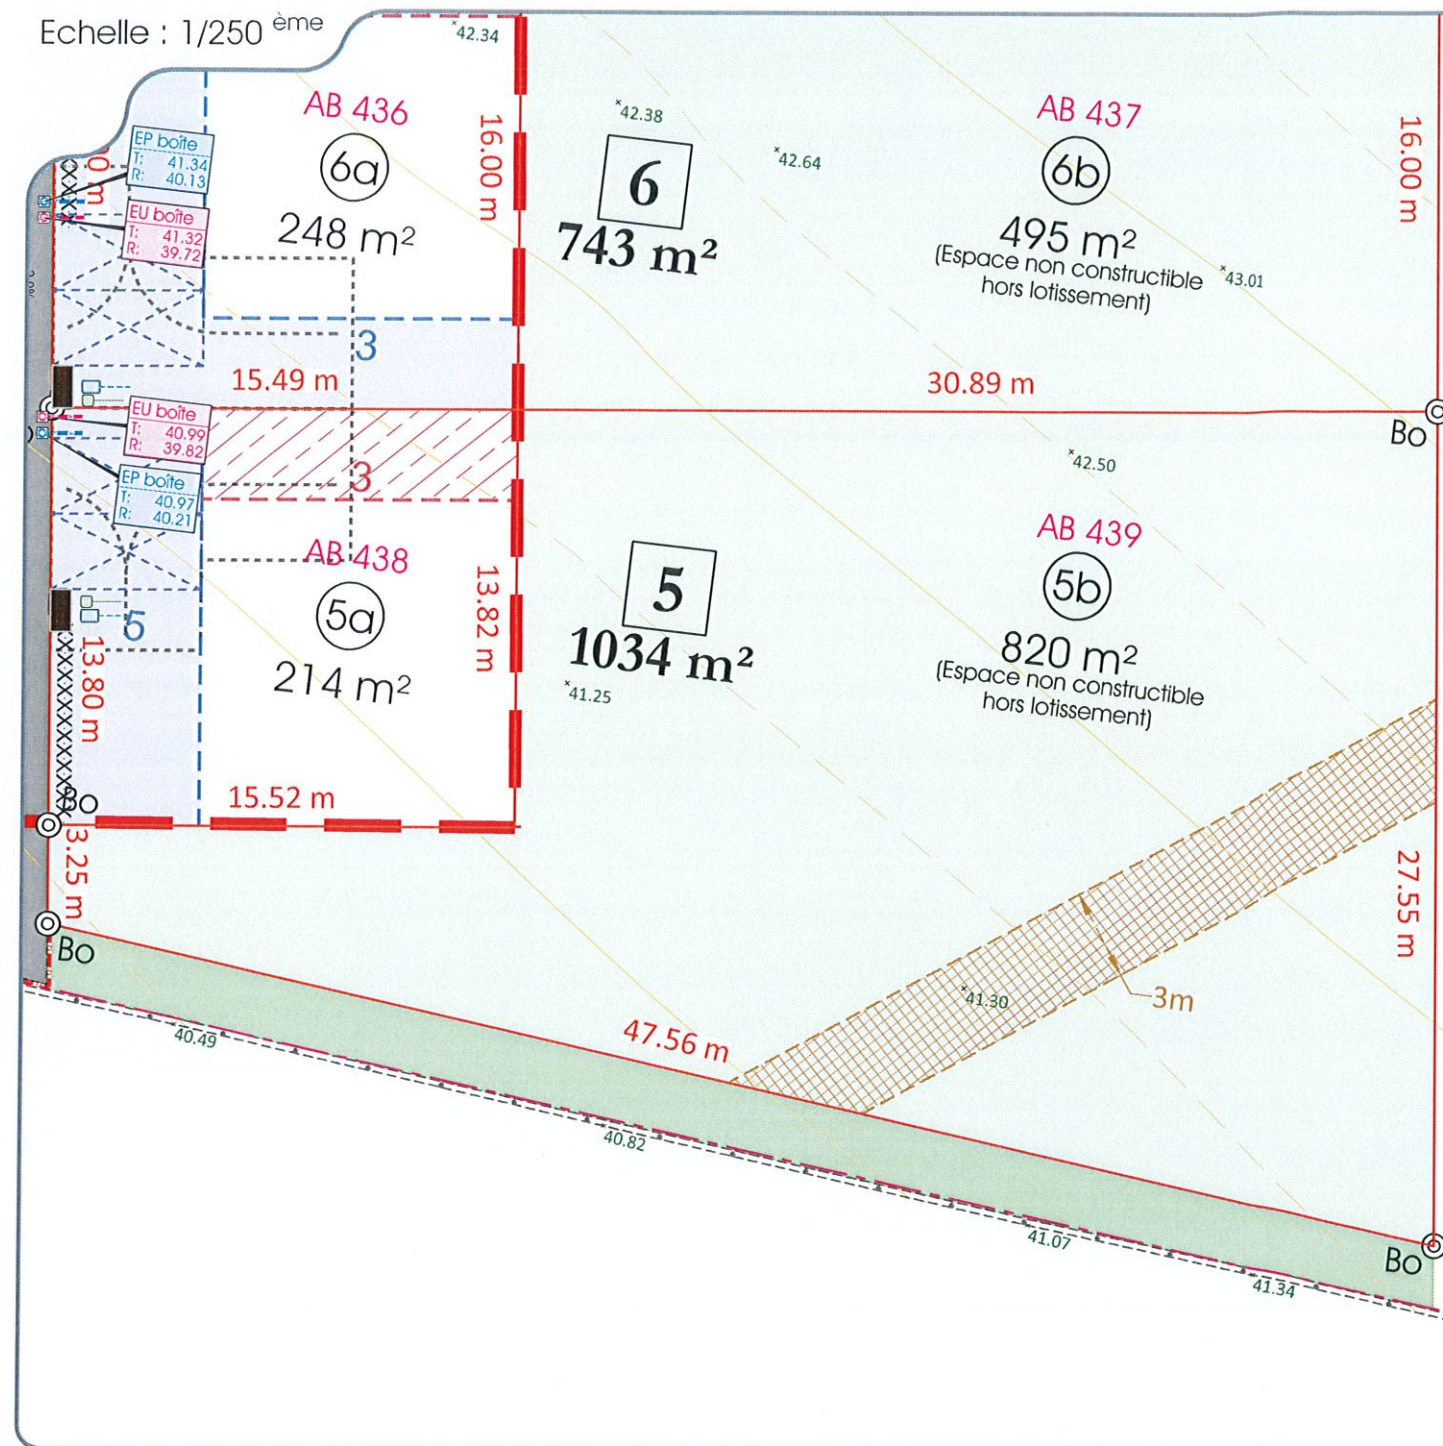 Echelle : 1/250 ème
42.34
AB 436
6a
248 m²
16.00 m
42.38
6
743 m²
42.64
AB 437
6b
495 m²
(Espace non constructible
hors lotissement)
43.01
16.00 m
EP boîte
T: 41.34
R: 40.13
0 m
EU boîte
T: 41.32
R: 39.72
3
15.49 m
30.89 m
Bo
EU boîte
T: 40.99
R: 39.82
3
EP boîte
T: 40.97
R: 40.21
42.50
AB 438
5a
214 m²
13.82 m
5
1034 m²
41.25
AB 439
5b
820 m²
(Espace non constructible
hors lotissement)
5
13.80 m
Bo
15.52 m
3.25 m
Bo
27.55 m
41.30
3m
47.56 m
40.49
40.82
41.07
Bo
41.34